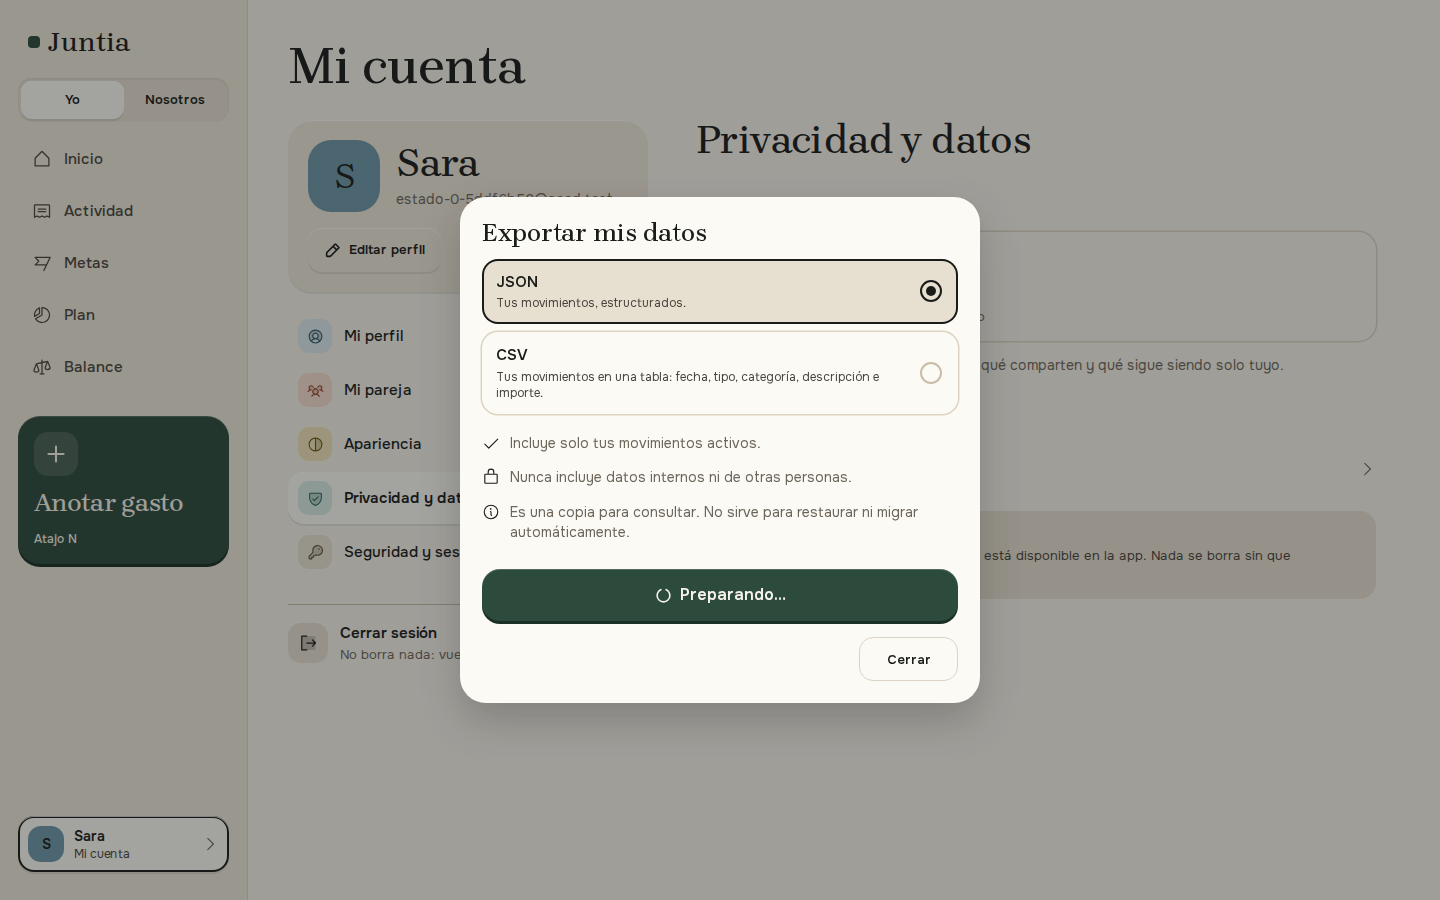 Juntia
Yo
Nosotros
Inicio
Actividad
Metas
Plan
Balance
Anotar gasto
Atajo N
Sara
Mi cuenta
Mi cuenta
S
Sara
Editar perfil
Mi perfil
Mi pareja
Apariencia
Privacidad y dat
Seguridad y ses
Cerrar sesión
No borra nada: vue
Privacidad y datos
qué comparten y qué sigue siendo solo tuyo.
está disponible en la app. Nada se borra sin que
Exportar mis datos
JSON
Tus movimientos, estructurados.
CSV
Tus movimientos en una tabla: fecha, tipo, categoría, descripción e
importe.
Incluye solo tus movimientos activos.
Nunca incluye datos internos ni de otras personas.
Es una copia para consultar. No sirve para restaurar ni migrar
automáticamente.
Preparando...
Cerrar
S